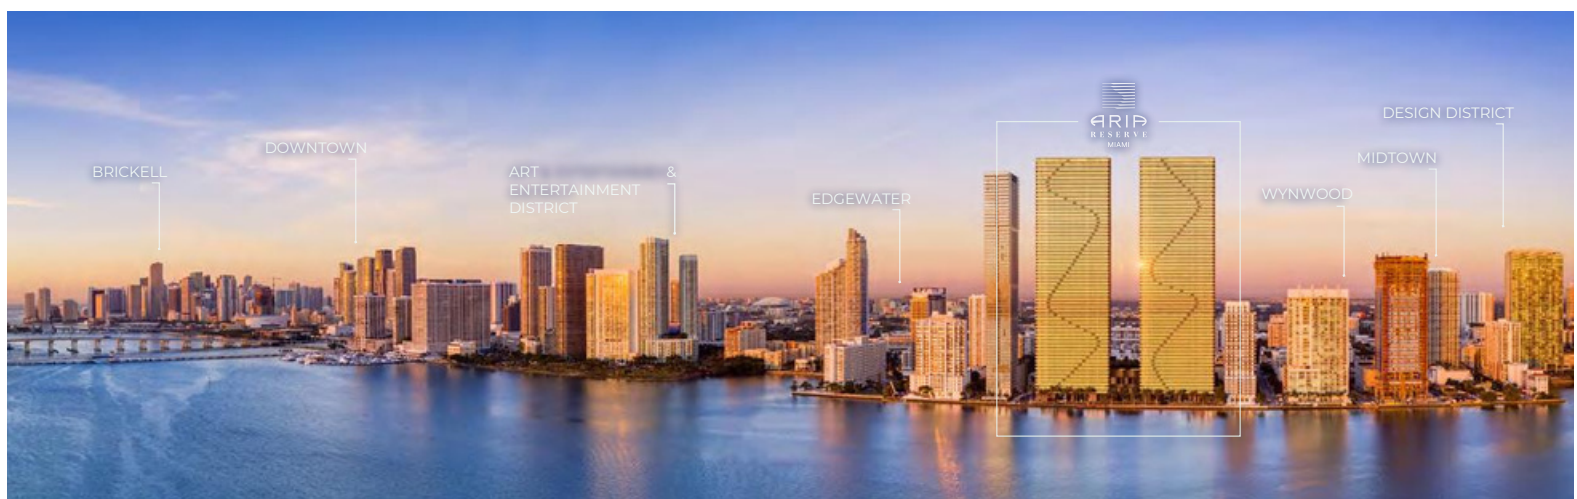 BRICKELL
DOWNTOWN
ART &
ENTERTAINMENT
DISTRICT
EDGEWATER
ARIA
RESERVE
MIAMI
WYNWOOD
MIDTOWN
DESIGN DISTRICT